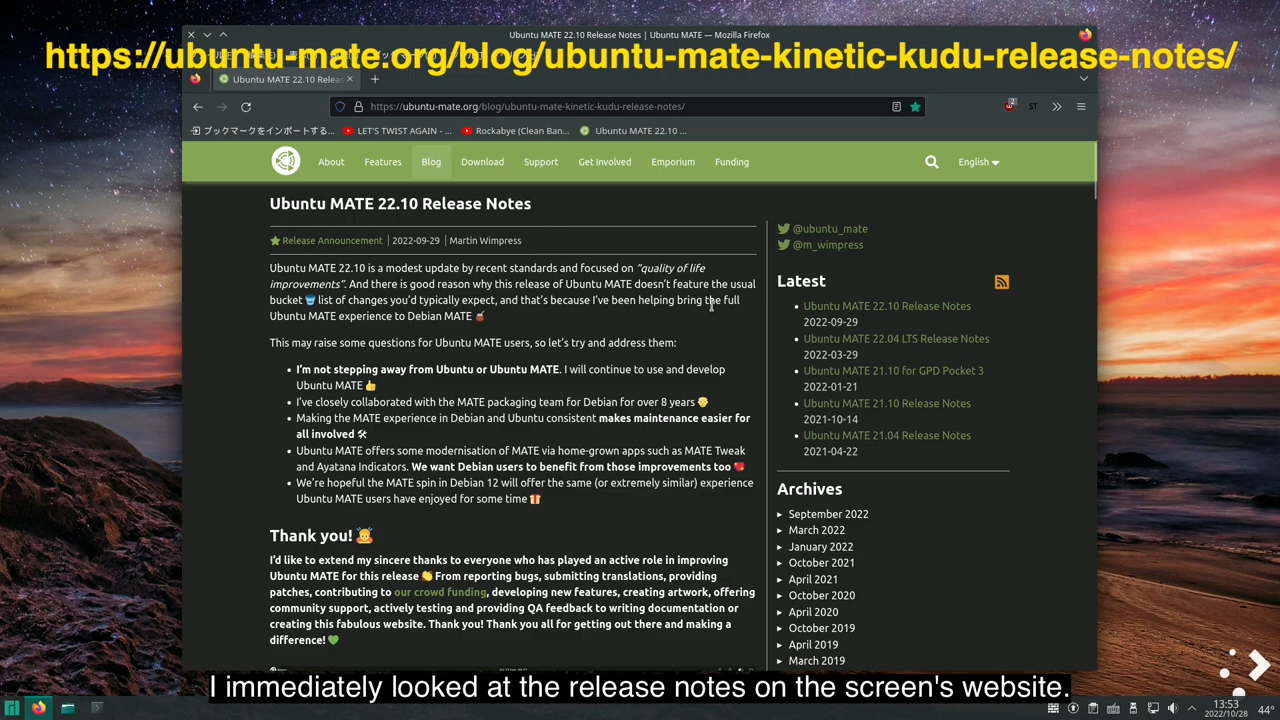 Ubuntu MATE 22.10 Release Notes | Ubuntu MATE — Mozilla Firefox
https://ubuntu-mate.org/blog/ubuntu-mate-kinetic-kudu-release-notes/
Ubuntu MATE 22.10 Relea
https://ubuntu-mate.org/blog/ubuntu-mate-kinetic-kudu-release-notes/
2
ST
ブックマークをインポートする... LET'S TWIST AGAIN - ... Rockabye (Clean Ban... Ubuntu MATE 22.10 ...
About Features Blog Download Support Get Involved Emporium Funding English
Ubuntu MATE 22.10 Release Notes
Release Announcement | 2022-09-29 | Martin Wimpress
Ubuntu MATE 22.10 is a modest update by recent standards and focused on “quality of life
improvements”. And there is good reason why this release of Ubuntu MATE doesn’t feature the usual
bucket 🪣 list of changes you’d typically expect, and that’s because I’ve been helping bring the full
Ubuntu MATE experience to Debian MATE 🧉
This may raise some questions for Ubuntu MATE users, so let’s try and address them:
• I’m not stepping away from Ubuntu or Ubuntu MATE. I will continue to use and develop
Ubuntu MATE 👍
• I’ve closely collaborated with the MATE packaging team for Debian for over 8 years 👴
• Making the MATE experience in Debian and Ubuntu consistent makes maintenance easier for
all involved 🛠
• Ubuntu MATE offers some modernisation of MATE via home-grown apps such as MATE Tweak
and Ayatana Indicators. We want Debian users to benefit from those improvements too 💖
• We’re hopeful the MATE spin in Debian 12 will offer the same (or extremely similar) experience
Ubuntu MATE users have enjoyed for some time 🎁
Thank you! 🙇
I’d like to extend my sincere thanks to everyone who has played an active role in improving
Ubuntu MATE for this release 👏 From reporting bugs, submitting translations, providing
patches, contributing to our crowd funding, developing new features, creating artwork, offering
community support, actively testing and providing QA feedback to writing documentation or
creating this fabulous website. Thank you! Thank you all for getting out there and making a
difference! 💚
@ubuntu_mate
@m_wimpress
Latest
• Ubuntu MATE 22.10 Release Notes
2022-09-29
• Ubuntu MATE 22.04 LTS Release Notes
2022-03-29
• Ubuntu MATE 21.10 for GPD Pocket 3
2022-01-21
• Ubuntu MATE 21.10 Release Notes
2021-10-14
• Ubuntu MATE 21.04 Release Notes
2021-04-22
Archives
September 2022
March 2022
January 2022
October 2021
April 2021
October 2020
April 2020
October 2019
April 2019
March 2019
I immediately looked at the release notes on the screen's website.
13:53
2022/10/28
44°